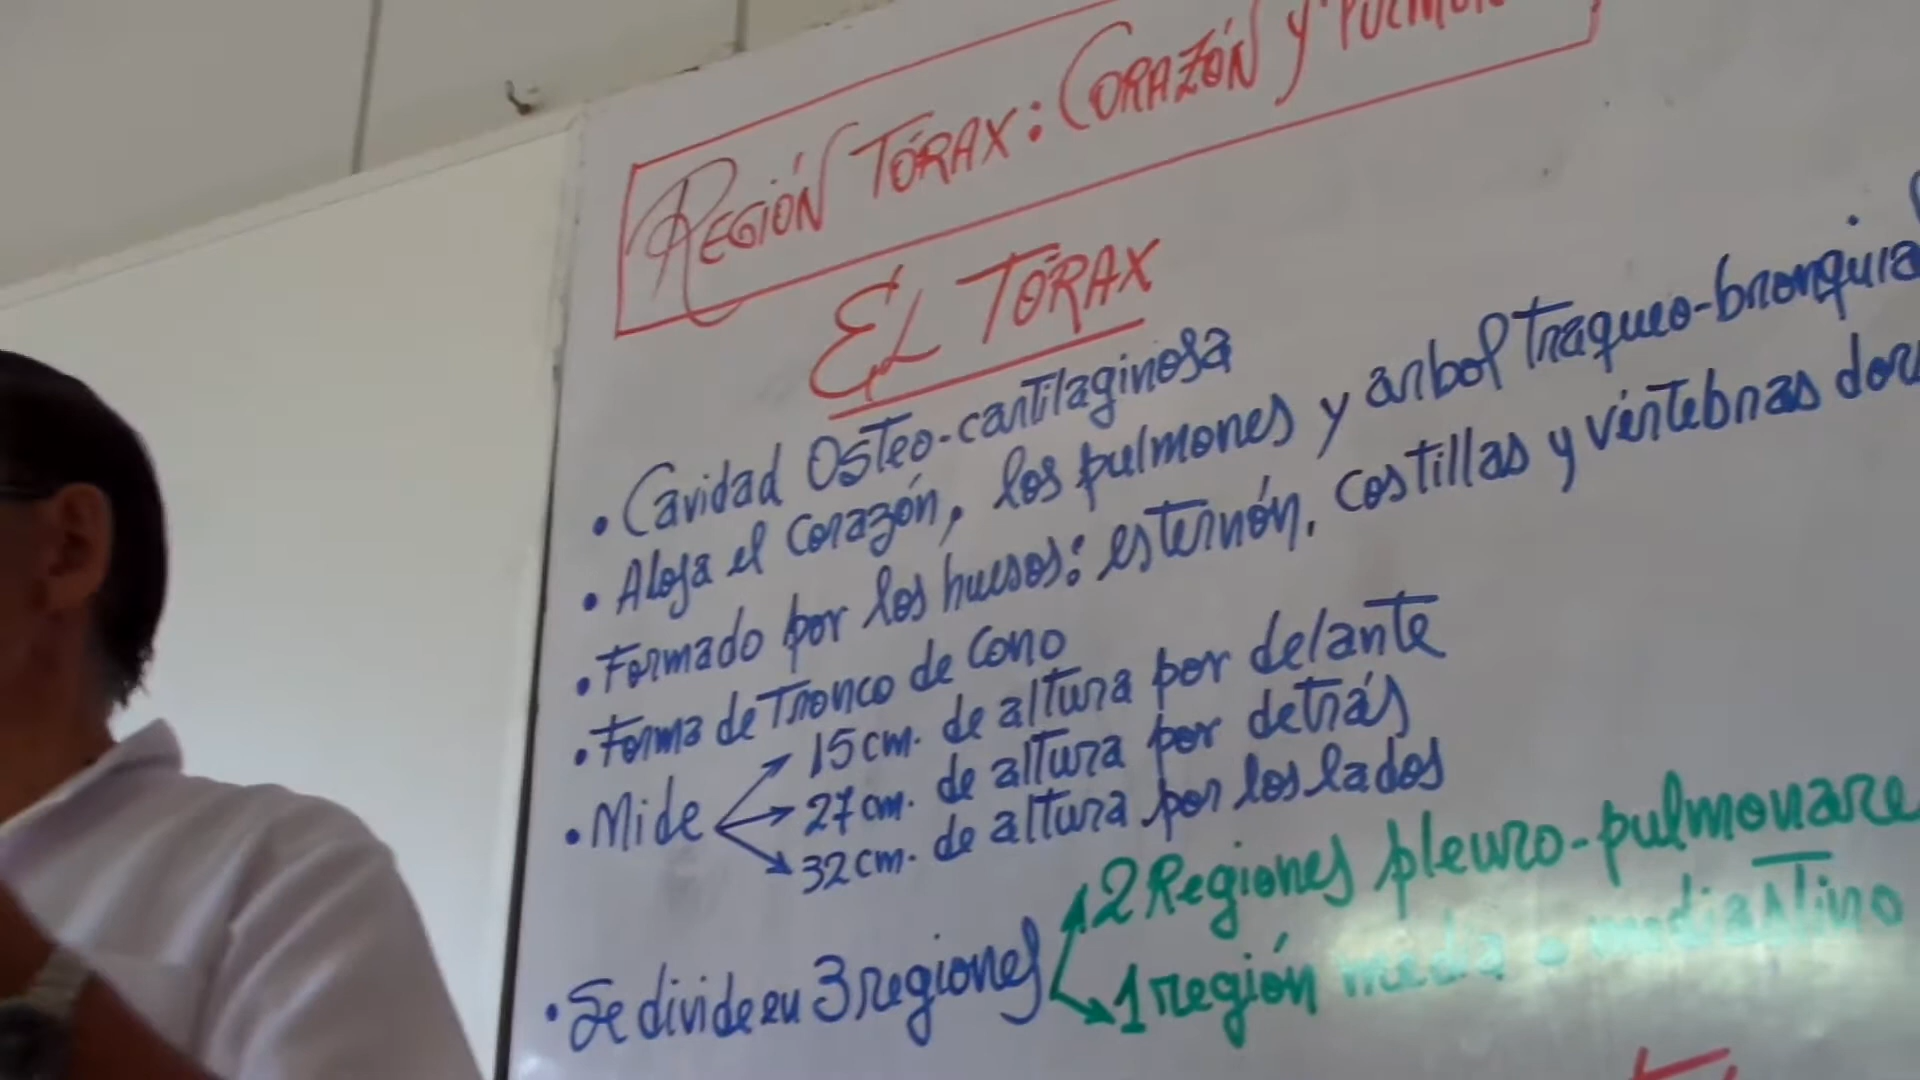 REGIÓN TÓRAX: CORAZÓN Y
EL TÓRAX
• Cavidad Osteo-cartilaginosa
• Aloja el corazón, los pulmones y arbol traqueo-bronquial
• Formado por los huesos: esternón, costillas y vértebras
• Forma de Tronco de Cono
• Mide
15 cm. de altura por delante
27 cm. de altura por detrás
32 cm. de altura por los lados
• Se divide en 3 regiones
2 Regiones pleuro-pulmonare
1 región media o mediastino